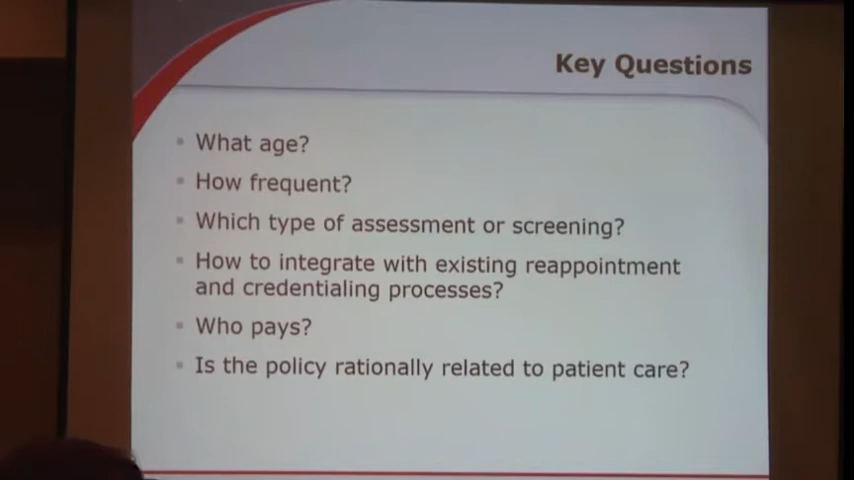 Key Questions
What age?
How frequent?
Which type of assessment or screening?
How to integrate with existing reappointment
and credentialing processes?
Who pays?
Is the policy rationally related to patient care?